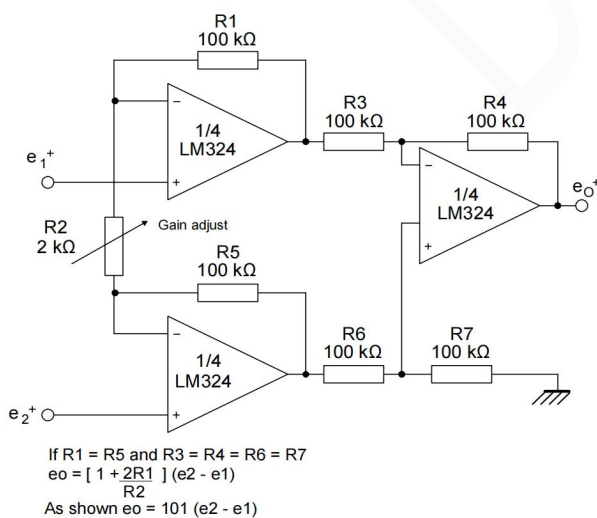 R1
100 kΩ
1/4
LM324
e1+
R2
2 kΩ
Gain adjust
R3
100 kΩ
R4
100 kΩ
1/4
LM324
eO+
R5
100 kΩ
1/4
LM324
e2+
R6
100 kΩ
R7
100 kΩ
If R1 = R5 and R3 = R4 = R6 = R7
eo = [ 1 + 2R1/R2 ] (e2 - e1)
As shown eo = 101 (e2 - e1)